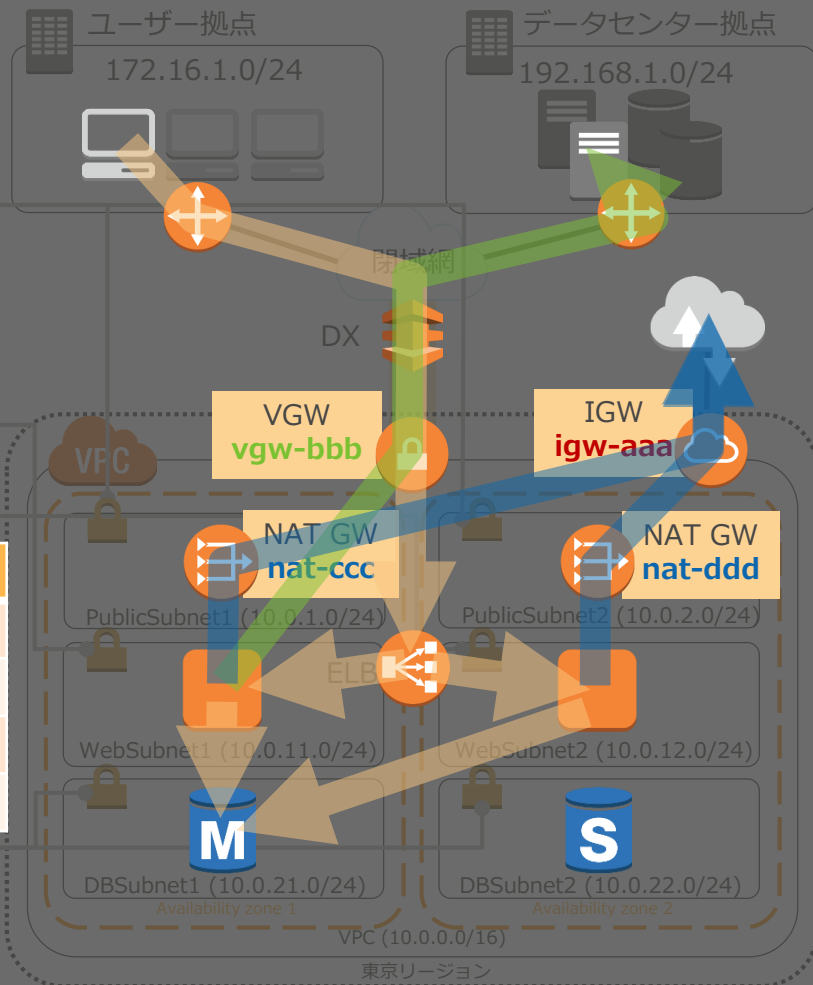 ユーザー拠点
データセンター拠点
172.16.1.0/24
192.168.1.0/24
閉域網
DX
VGW
vgw-bbb
IGW
igw-aaa
VPC
NAT GW
nat-ccc
NAT GW
nat-ddd
PublicSubnet1 (10.0.1.0/24)
PublicSubnet2 (10.0.2.0/24)
ELB
WebSubnet1 (10.0.11.0/24)
WebSubnet2 (10.0.12.0/24)
M
S
DBSubnet1 (10.0.21.0/24)
DBSubnet2 (10.0.22.0/24)
Availability zone 1
Availability zone 2
VPC (10.0.0.0/16)
東京リージョン